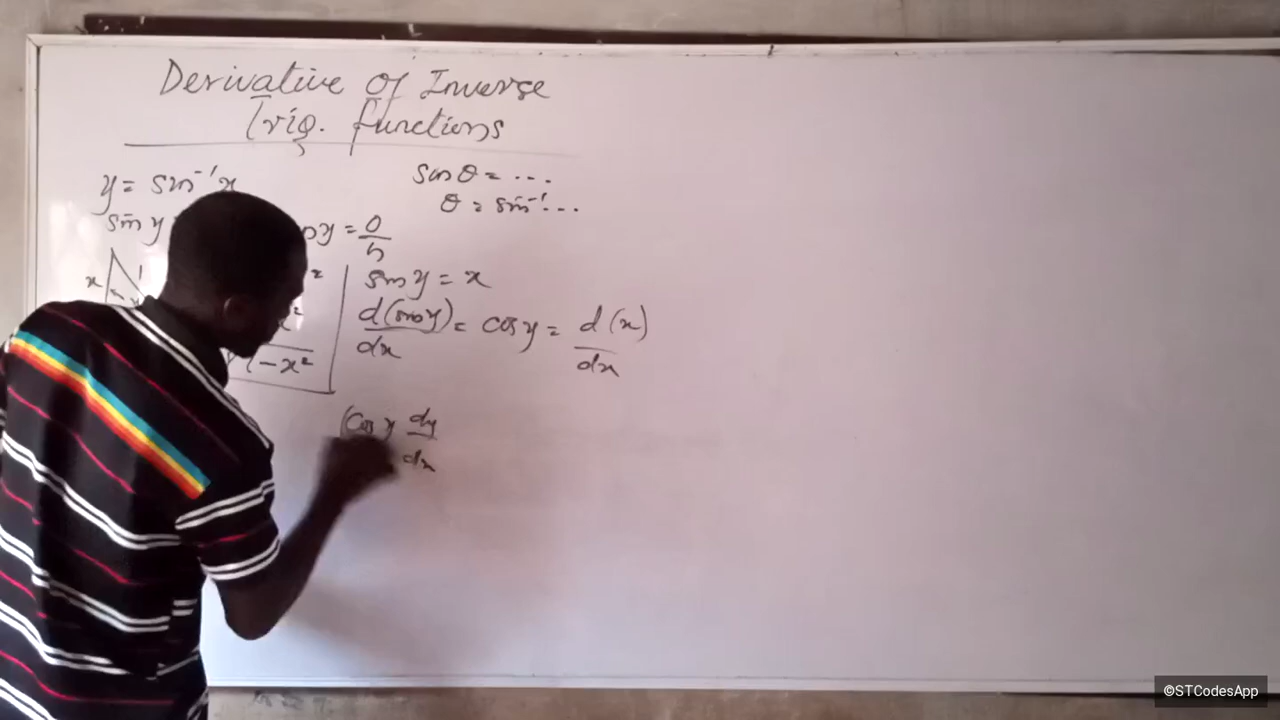 Derivative of Inverse
Trig. functions
y = sin⁻¹x
sin θ = ...
θ = sin⁻¹...
sin y
y = o/h
x
1
sin y = x
d(sin y)/dx = cos y = d(x)/dx
1-x²
(cos y dy/dx
©STCodesApp